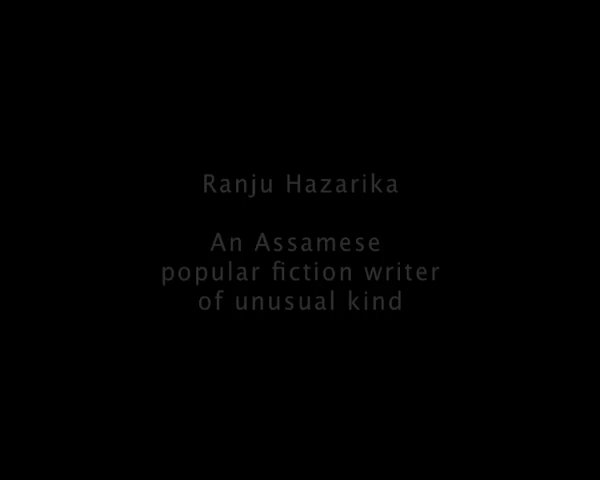 Ranju Hazarika
An Assamese
popular fiction writer
of unusual kind